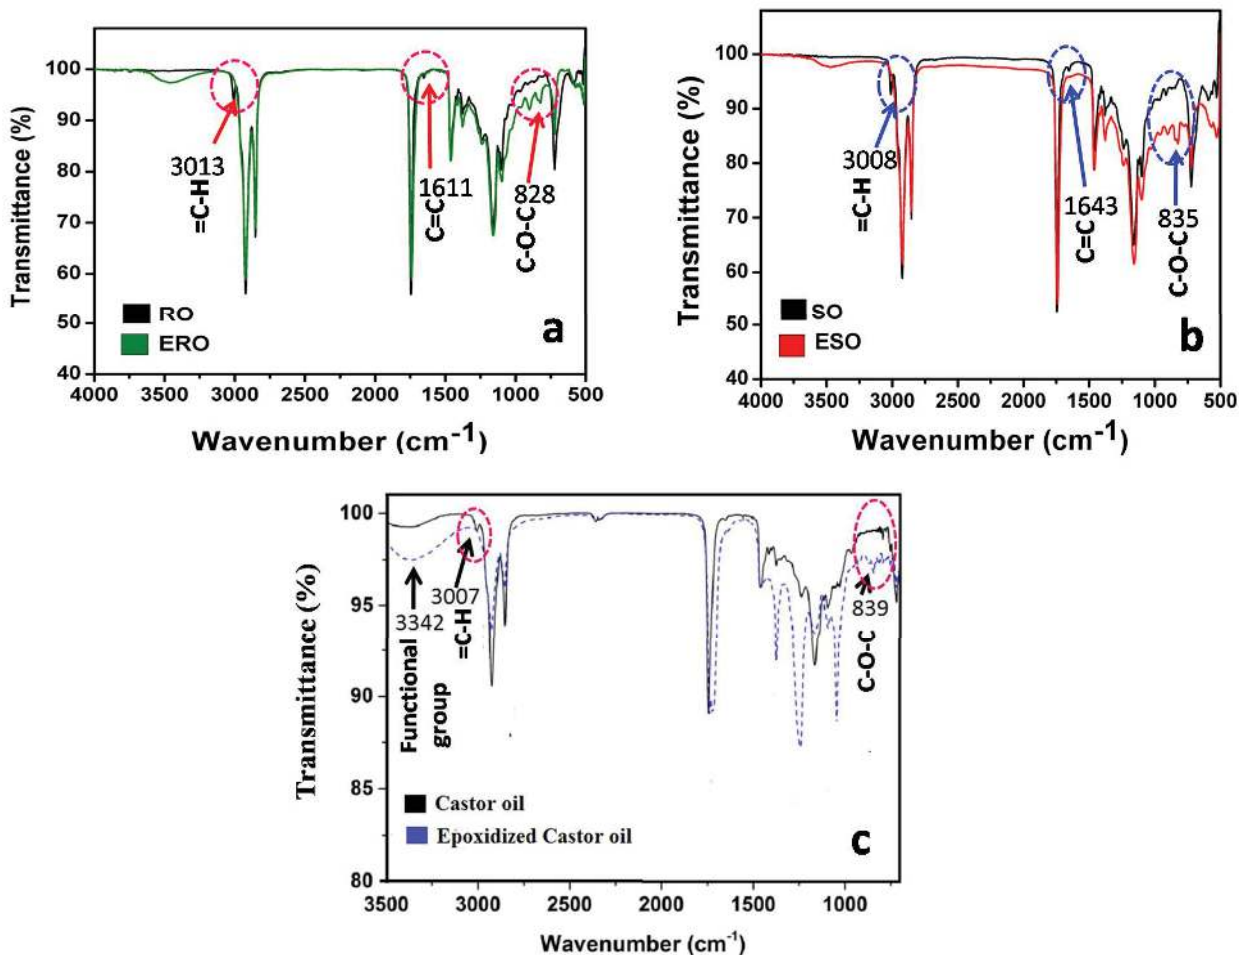 100
90
80
70
60
50
40
Transmittance (%)
3013
=C-H
1611
C=C
828
C-O-C
RO
ERO
a
4000 3500 3000 2500 2000 1500 1000 500
Wavenumber (cm-1)
100
90
80
70
60
50
40
Transmittance (%)
3008
=C-H
1643
C=C
835
C-O-C
SO
ESO
b
4000 3500 3000 2500 2000 1500 1000 500
Wavenumber (cm-1)
100
95
90
85
80
Transmittance (%)
3342
Functional
group
3007
=C-H
839
C-O-C
Castor oil
Epoxidized Castor oil
c
3500 3000 2500 2000 1500 1000
Wavenumber (cm-1)